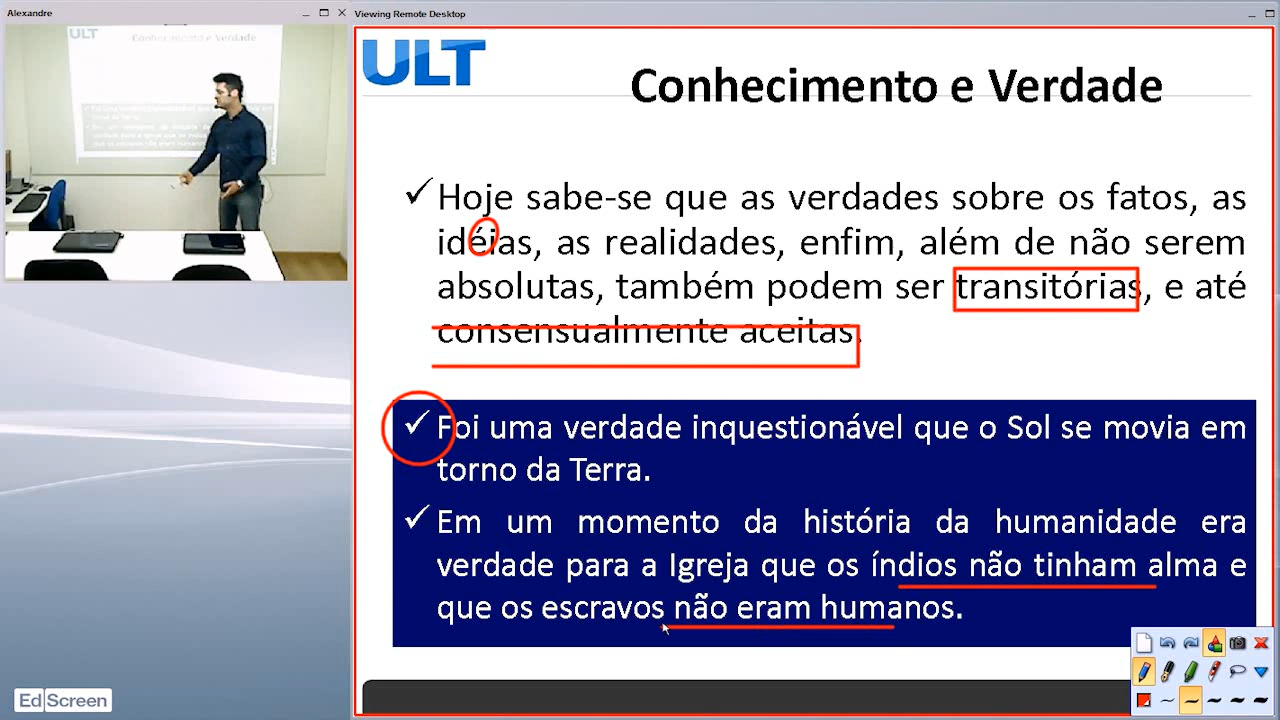 Alexandre
Viewing Remote Desktop
ULT
Conhecimento e Verdade
ULT
Conhecimento e Verdade
✓ Hoje sabe-se que as verdades sobre os fatos, as
idéias, as realidades, enfim, além de não serem
absolutas, também podem ser transitórias, e até
consensualmente aceitas.
✓ Foi uma verdade inquestionável que o Sol se movia em
torno da Terra.
✓ Em um momento da história da humanidade era
verdade para a Igreja que os índios não tinham alma e
que os escravos não eram humanos.
Ed Screen